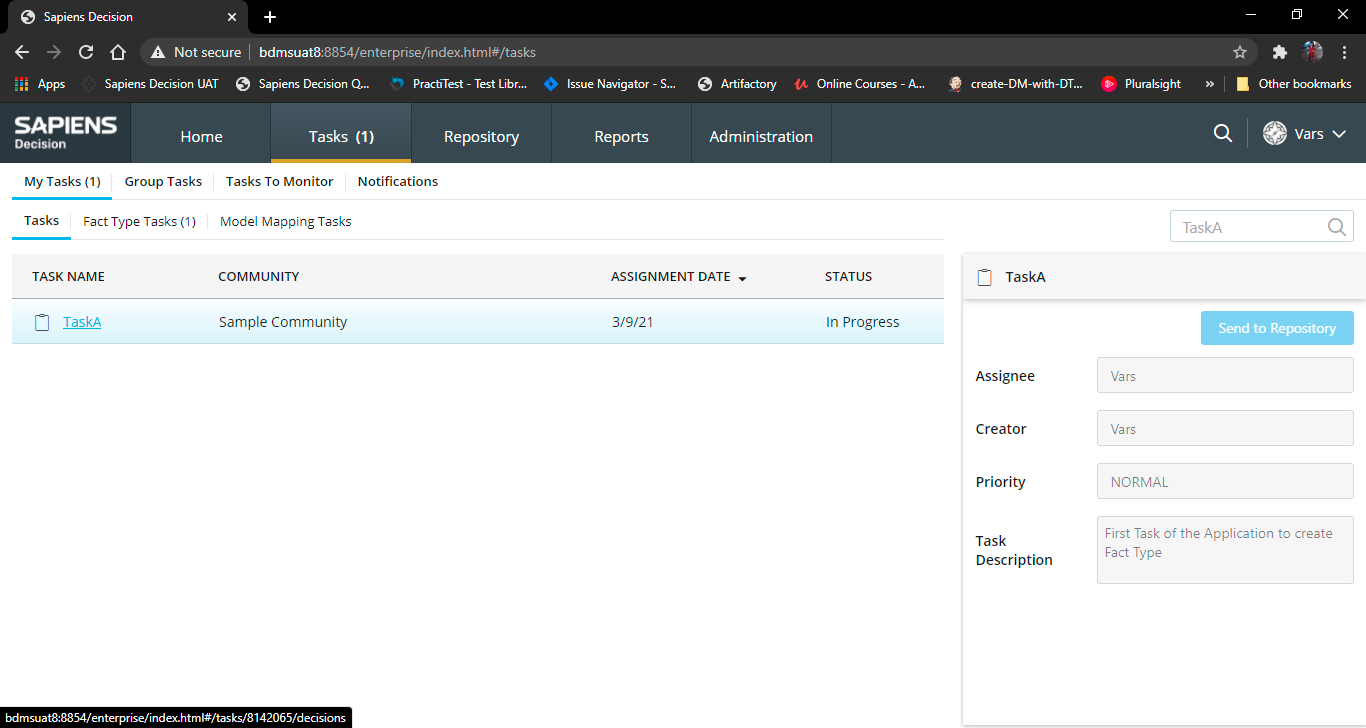 Sapiens Decision
Not secure bdmsuat8:8854/enterprise/index.html#/tasks
Apps Sapiens Decision UAT Sapiens Decision Q... PractiTest - Test Libr... Issue Navigator - S... Artifactory Online Courses - A... create-DM-with-DT... Pluralsight » Other bookmarks
SAPIENS
Decision
Home Tasks (1) Repository Reports Administration Vars
My Tasks (1) Group Tasks Tasks To Monitor Notifications
Tasks Fact Type Tasks (1) Model Mapping Tasks TaskA
TASK NAME COMMUNITY ASSIGNMENT DATE STATUS
TaskA Sample Community 3/9/21 In Progress
TaskA
Send to Repository
Assignee Vars
Creator Vars
Priority NORMAL
Task Description First Task of the Application to create
Fact Type
bdmsuat8:8854/enterprise/index.html#/tasks/8142065/decisions